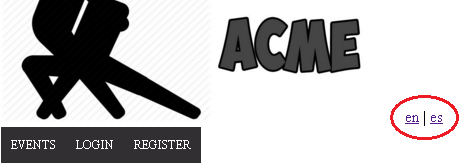 ACME
en | es
EVENTS LOGIN REGISTER